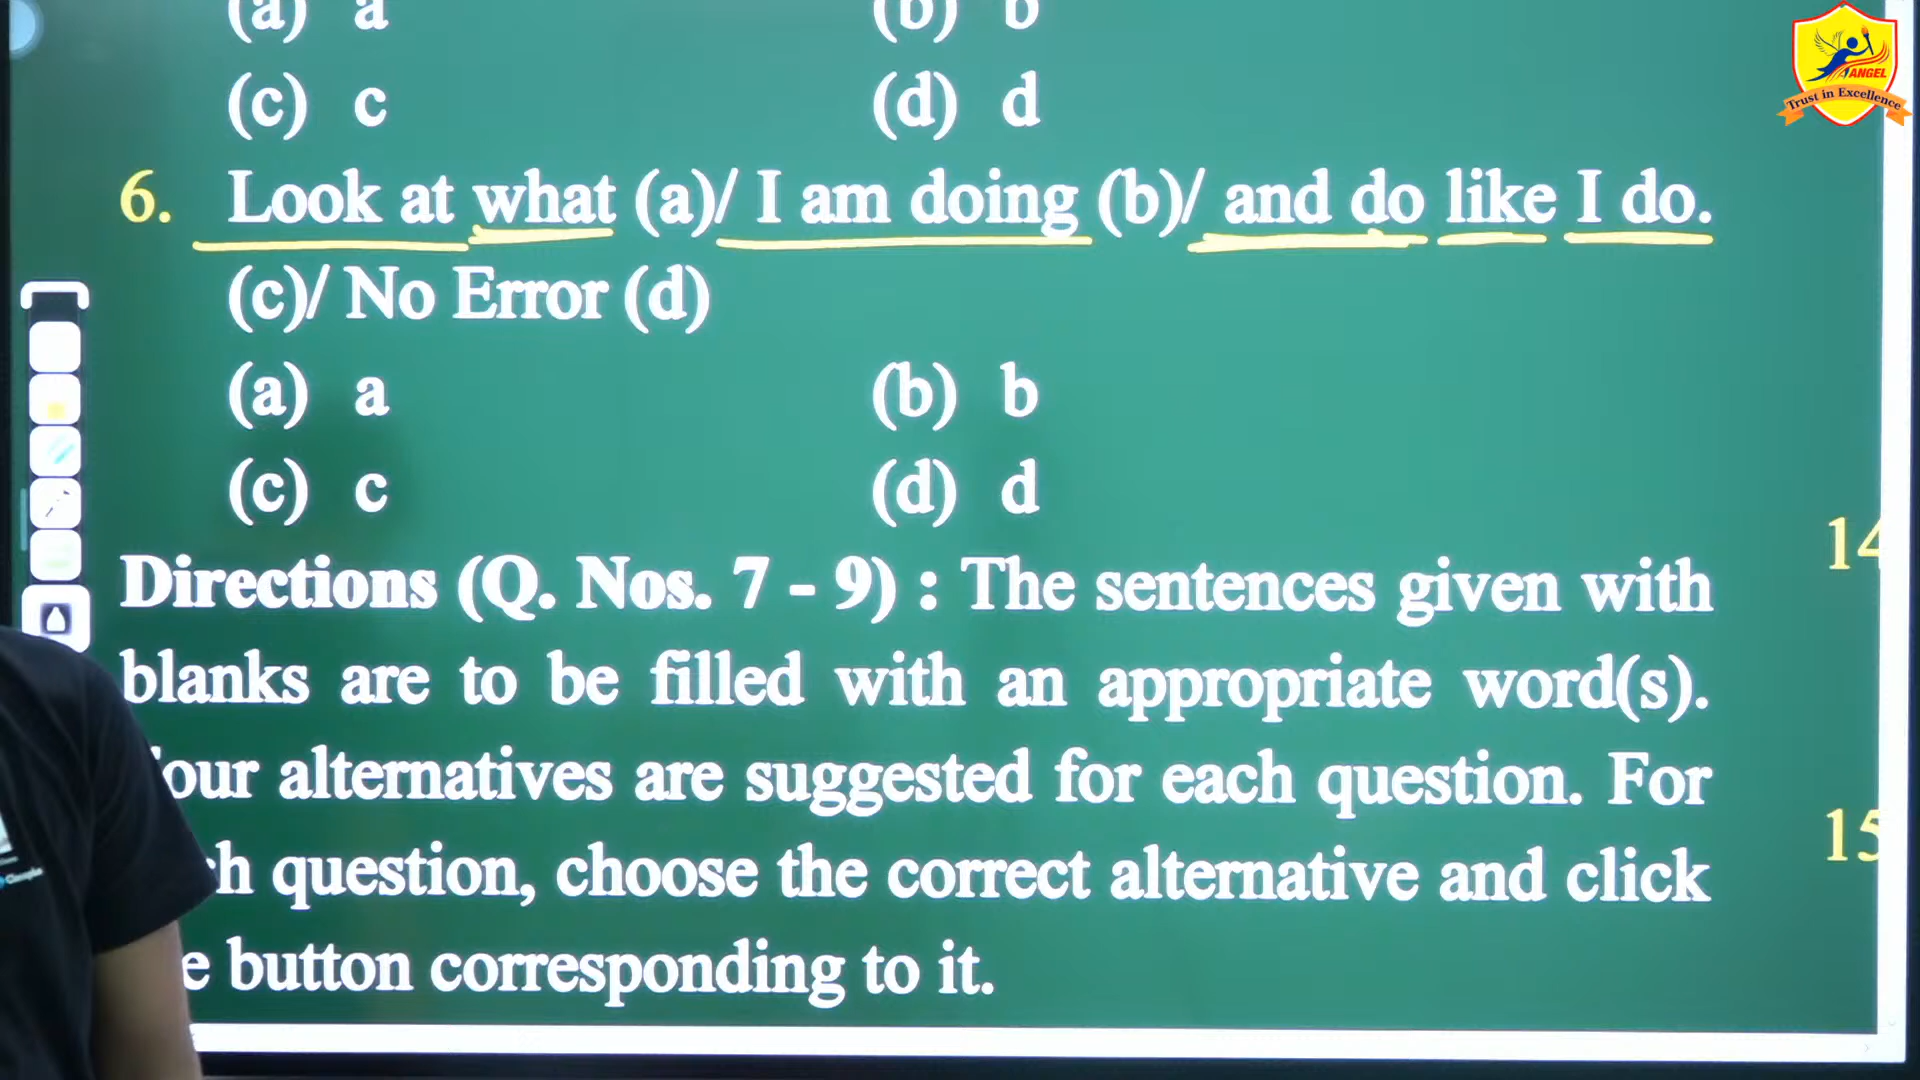 (a) a (b) b
(c) c (d) d
6. Look at what (a)/ I am doing (b)/ and do like I do.
(c)/ No Error (d)
(a) a (b) b
(c) c (d) d
Directions (Q. Nos. 7 - 9) : The sentences given with
blanks are to be filled with an appropriate word(s).
our alternatives are suggested for each question. For
h question, choose the correct alternative and click
e button corresponding to it.
14
15
ANGEL
Trust in Excellence